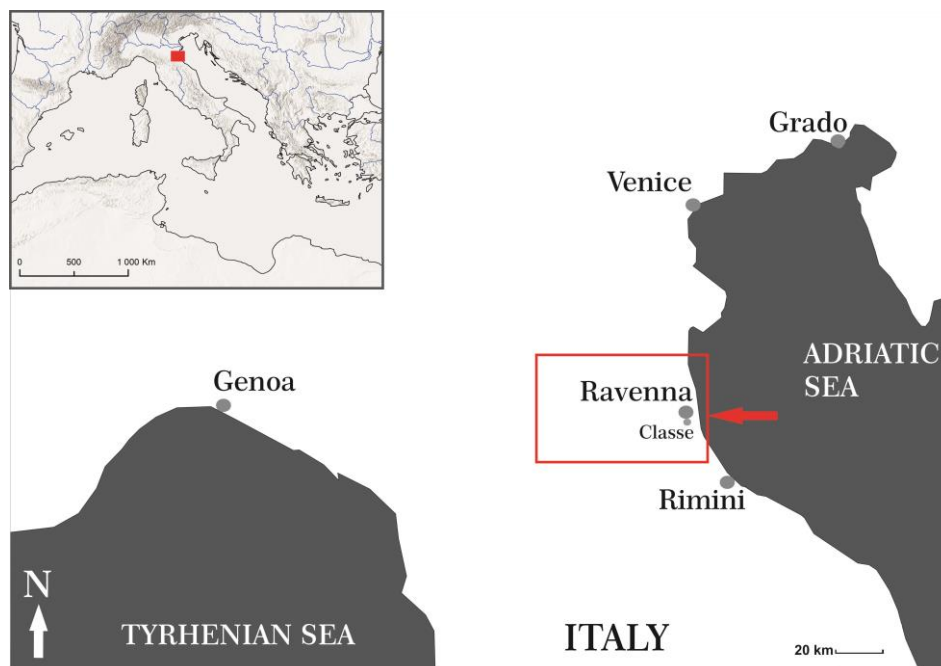 0 500 1 000 Km
Grado
Venice
ADRIATIC
SEA
Genoa
Ravenna
Classe
Rimini
N
TYRHENIAN SEA
ITALY
20 km